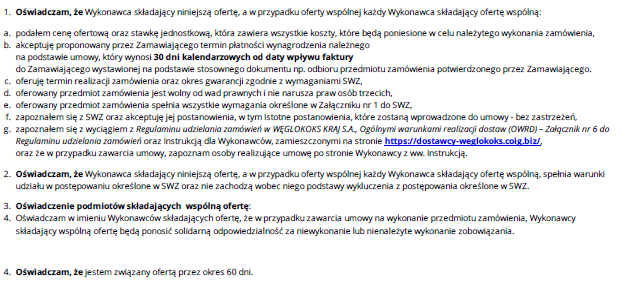 1. Oświadczam, że Wykonawca składający niniejszą ofertę, a w przypadku oferty wspólnej każdy Wykonawca składający ofertę wspólną:
a. podałem cenę ofertową oraz stawkę jednostkową, która zawiera wszystkie koszty, które będą poniesione w celu należytego wykonania zamówienia,
b. akceptuję proponowany przez Zamawiającego termin płatności wynagrodzenia należnego
na podstawie umowy, który wynosi 30 dni kalendarzowych od daty wpływu faktury
do Zamawiającego wystawionej na podstawie stosownego dokumentu np. odbioru przedmiotu zamówienia potwierdzonego przez Zamawiającego.
c. oferuję termin realizacji zamówienia oraz okres gwarancji zgodnie z wymaganiami SWZ,
d. oferowany przedmiot zamówienia jest wolny od wad prawnych i nie narusza praw osób trzecich,
e. oferowany przedmiot zamówienia spełnia wszystkie wymagania określone w Załączniku nr 1 do SWZ,
f. zapoznałem się z SWZ oraz akceptuję jej postanowienia, w tym Istotne postanowienia, które zostaną wprowadzone do umowy - bez zastrzeżeń,
g. zapoznałem się z wyciągiem z Regulaminu udzielania zamówień w WĘGLOKOKS KRAJ S.A., Ogólnymi warunkami realizacji dostaw (OWRD) – Załącznik nr 6 do
Regulaminu udzielania zamówień oraz Instrukcją dla Wykonawców, zamieszczonymi na stronie https://dostawcy-weglokoks.coig.biz/,
oraz że w przypadku zawarcia umowy, zapoznam osoby realizujące umowę po stronie Wykonawcy z ww. Instrukcją.
2. Oświadczam, że Wykonawca składający niniejszą ofertę, a w przypadku oferty wspólnej każdy Wykonawca składający ofertę wspólną, spełnia warunki
udziału w postępowaniu określone w SWZ oraz nie zachodzą wobec niego podstawy wykluczenia z postępowania określone w SWZ.
3. Oświadczenie podmiotów składających wspólną ofertę:
4. Oświadczam w imieniu Wykonawców składających ofertę, że w przypadku zawarcia umowy na wykonanie przedmiotu zamówienia, Wykonawcy
składający wspólną ofertę będą ponosić solidarną odpowiedzialność za niewykonanie lub nienależyte wykonanie zobowiązania.
4. Oświadczam, że jestem związany ofertą przez okres 60 dni.